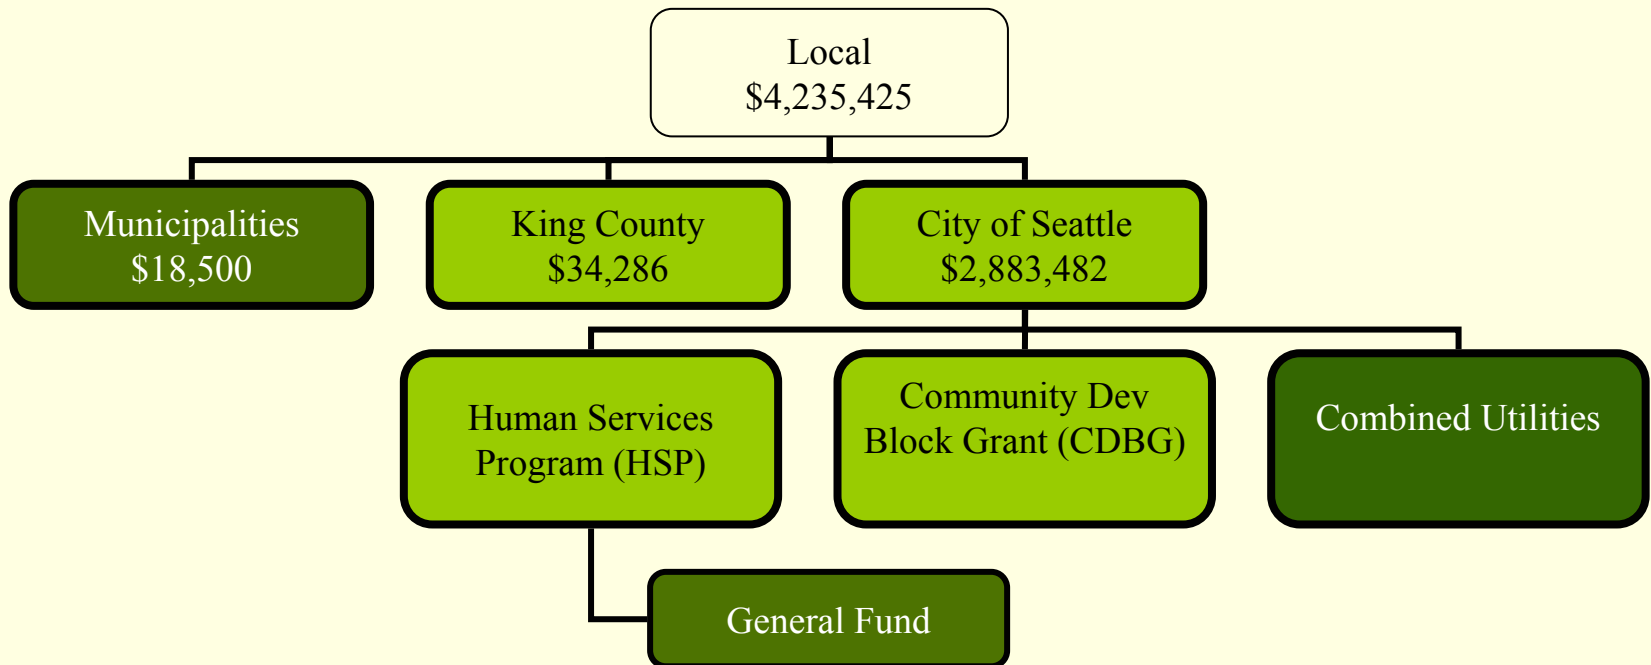 Local
$4,235,425
Municipalities
$18,500
King County
$34,286
City of Seattle
$2,883,482
Human Services
Program (HSP)
Community Dev
Block Grant (CDBG)
Combined Utilities
General Fund